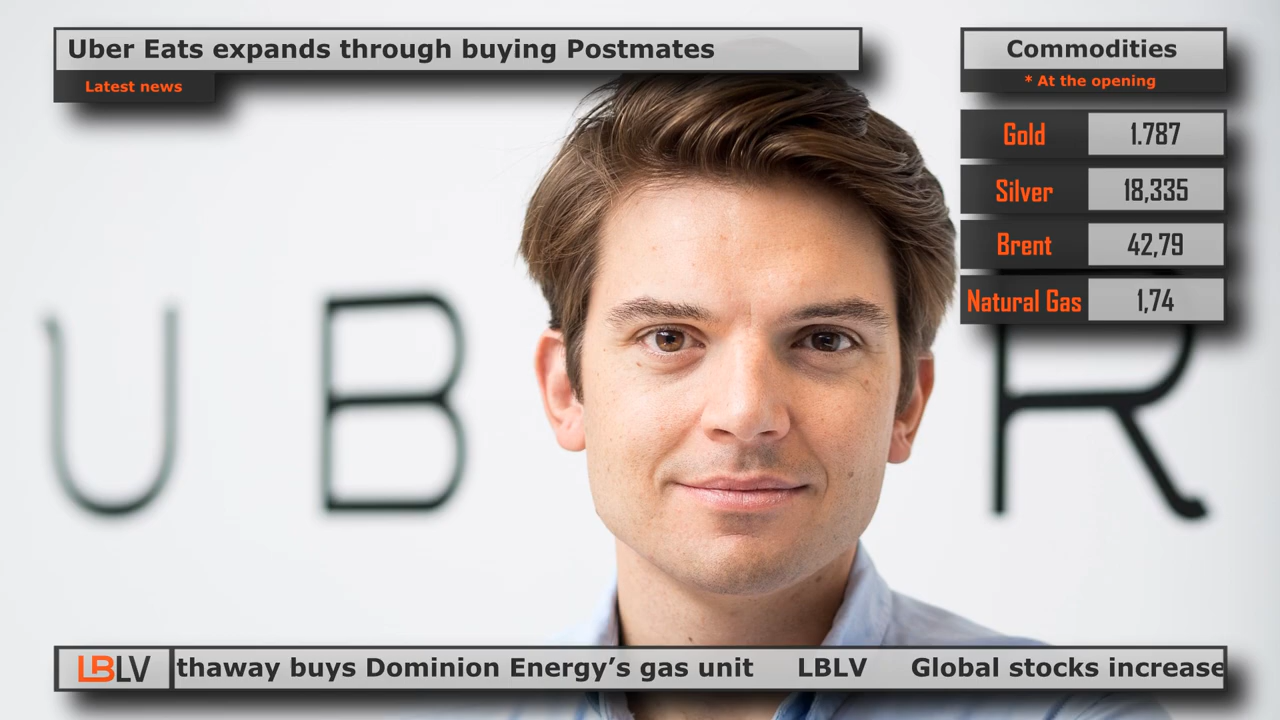 Uber Eats expands through buying Postmates
Latest news
Commodities
* At the opening
Gold 1.787
Silver 18,335
Brent 42,79
Natural Gas 1,74
U B R
LBLV thaway buys Dominion Energy’s gas unit LBLV Global stocks increase